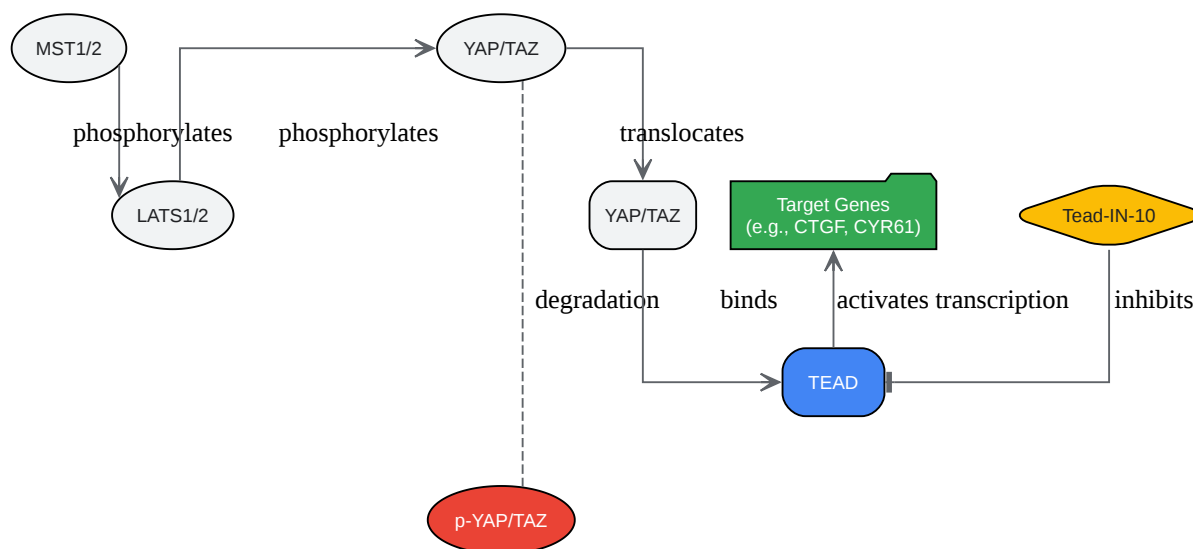 MST1/2
YAP/TAZ
phosphorylates
phosphorylates
translocates
LATS1/2
YAP/TAZ
Target Genes
(e.g., CTGF, CYR61)
Tead-IN-10
degradation
binds
activates transcription
inhibits
TEAD
p-YAP/TAZ